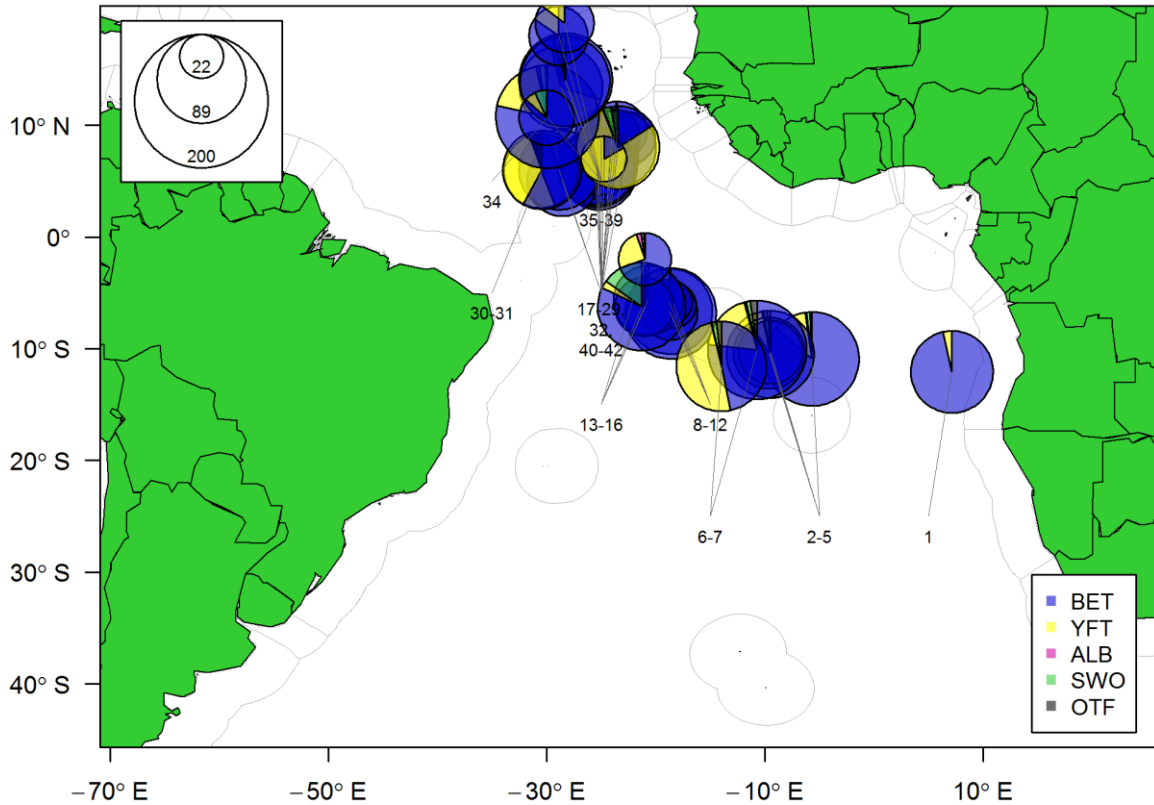 22
89
200
10° N
0°
−10° S
−20° S
−30° S
−40° S
34
35-39
30-31
17-29,
32,
40-42
13-16
8-12
6-7
2-5
1
BET
YFT
ALB
SWO
OTF
−70° E
−50° E
−30° E
−10° E
10° E